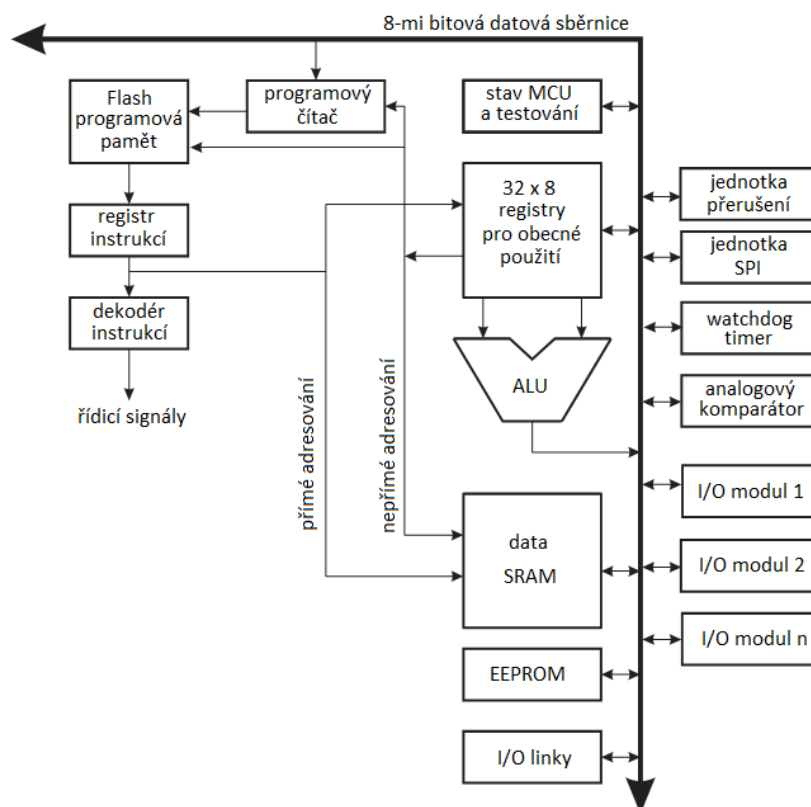 8-mi bitová datová sběrnice
Flash
programová
pamět
programový
čítač
stav MCU
a testování
32 x 8
registry
pro obecné
použití
jednotka
přerušení
registr
instrukcí
jednotka
SPI
dekodér
instrukcí
watchdog
timer
ALU
analogový
komparátor
řídicí signály
přímé adresování
nepřímé adresování
I/O modul 1
data
SRAM
I/O modul 2
I/O modul n
EEPROM
I/O linky